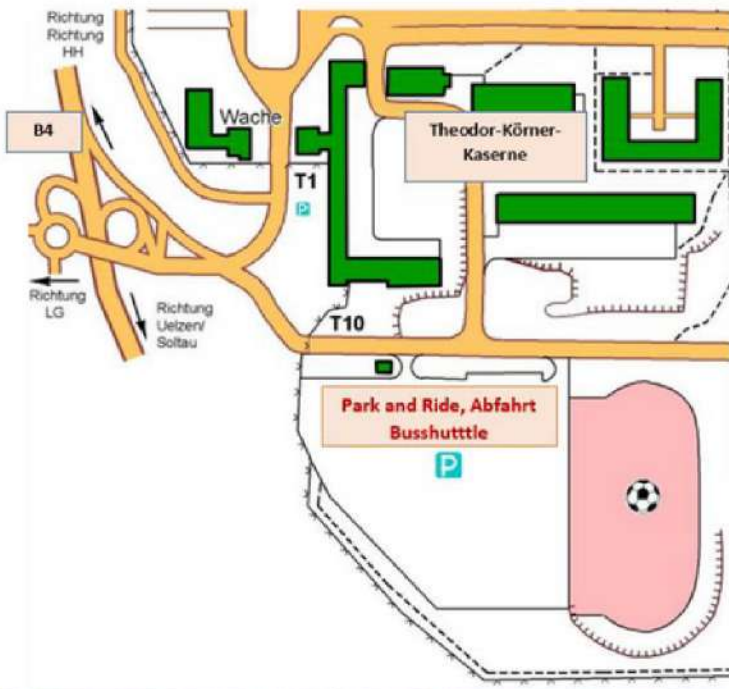 Richtung
Richtung
HH
B4
Wache
Theodor-Körner-
Kaserne
T1
P
Richtung
LG
Richtung
Uelzen/
Soltau
T10
Park and Ride, Abfahrt
Busshutttle
P